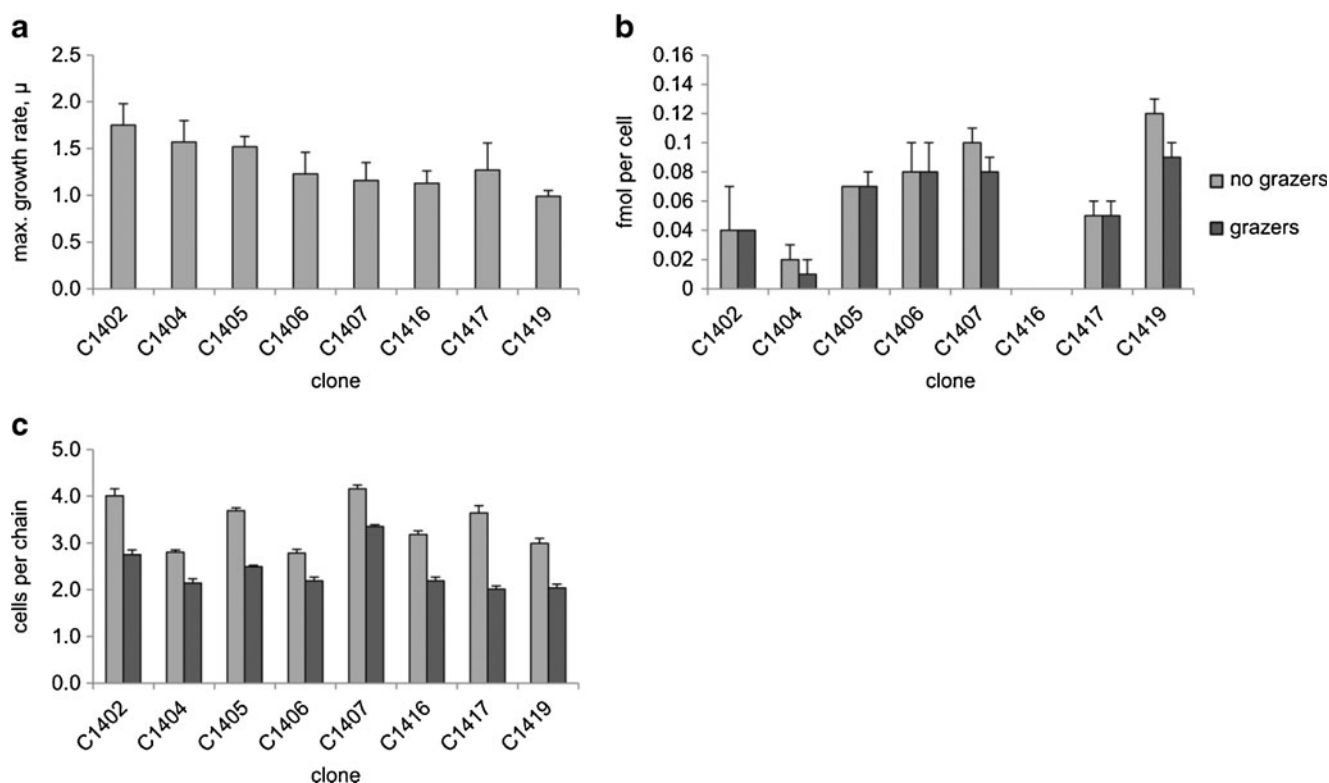 a
max. growth rate, μ
2.5
2.0
1.5
1.0
0.5
0.0
C1402 C1404 C1405 C1406 C1407 C1416 C1417 C1419
clone
b
fmol per cell
0.16
0.14
0.12
0.1
0.08
0.06
0.04
0.02
0
C1402 C1404 C1405 C1406 C1407 C1416 C1417 C1419
clone
no grazers
grazers
c
cells per chain
5.0
4.0
3.0
2.0
1.0
0.0
C1402 C1404 C1405 C1406 C1407 C1416 C1417 C1419
clone